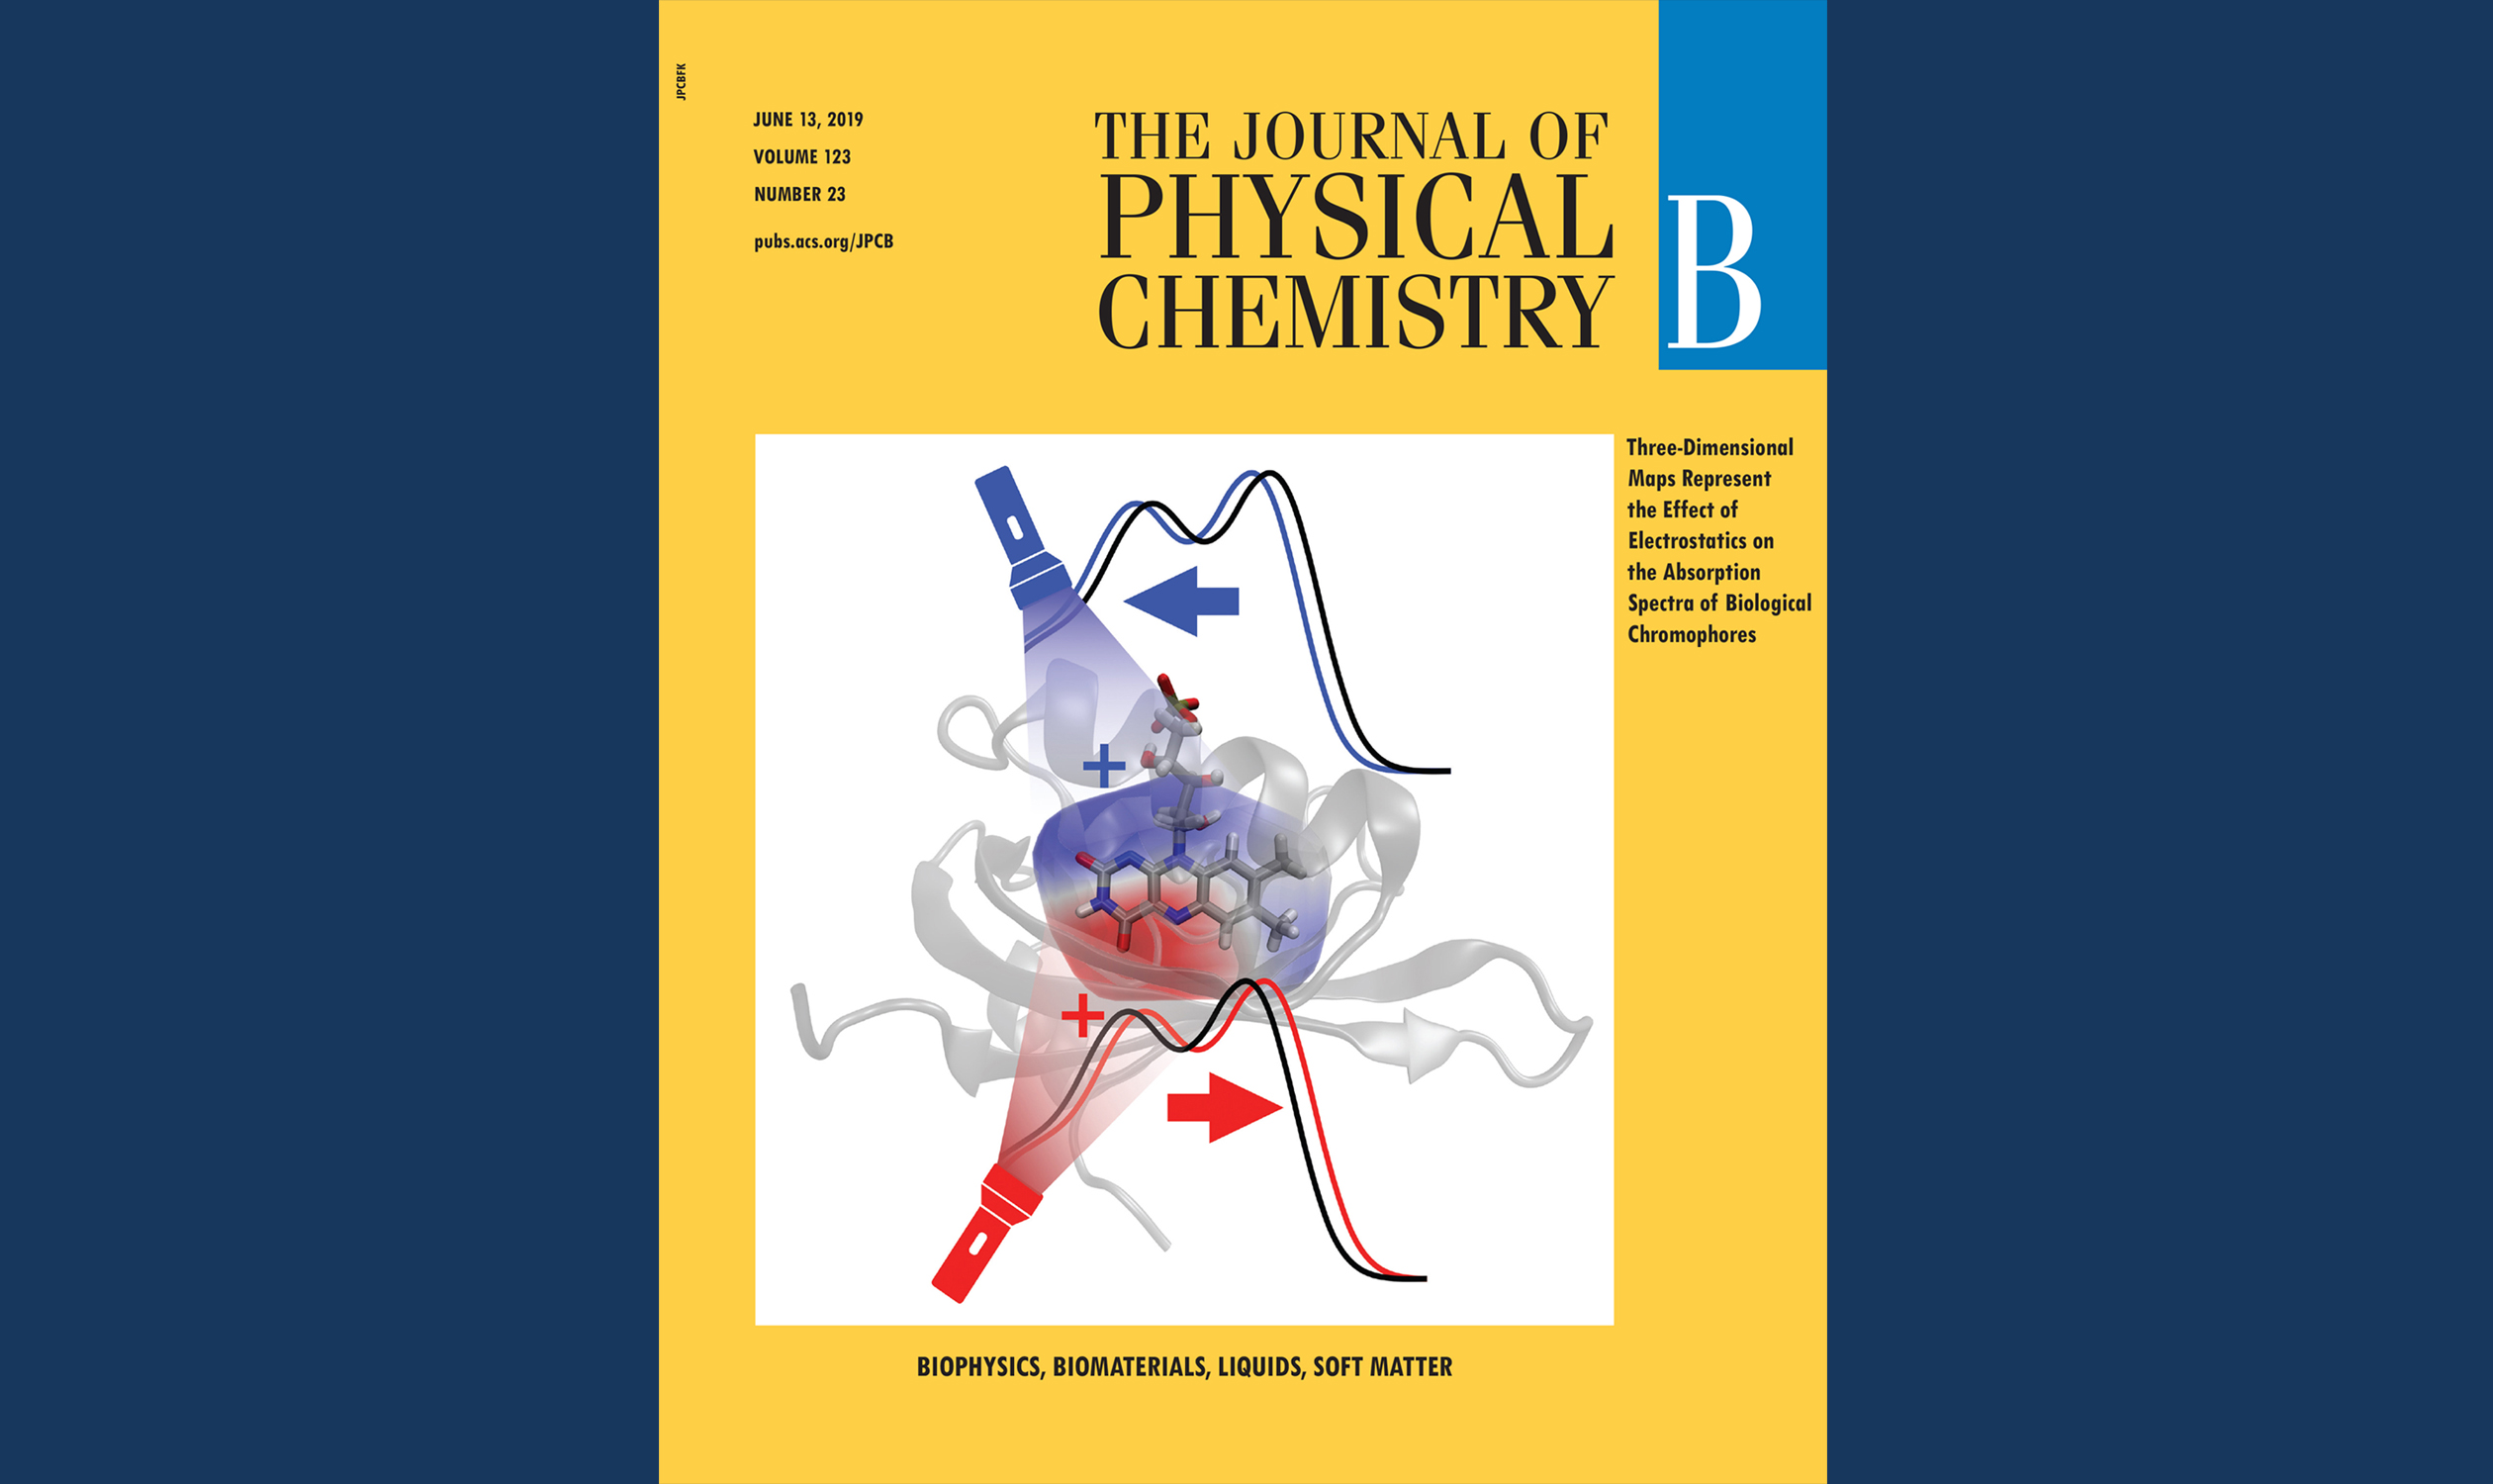 JPCBFK
JUNE 13, 2019
VOLUME 123
NUMBER 23
pubs.acs.org/JPCB
THE JOURNAL OF
PHYSICAL
CHEMISTRY
B
Three-Dimensional
Maps Represent
the Effect of
Electrostatics on
the Absorption
Spectra of Biological
Chromophores
+
+
BIOPHYSICS, BIOMATERIALS, LIQUIDS, SOFT MATTER